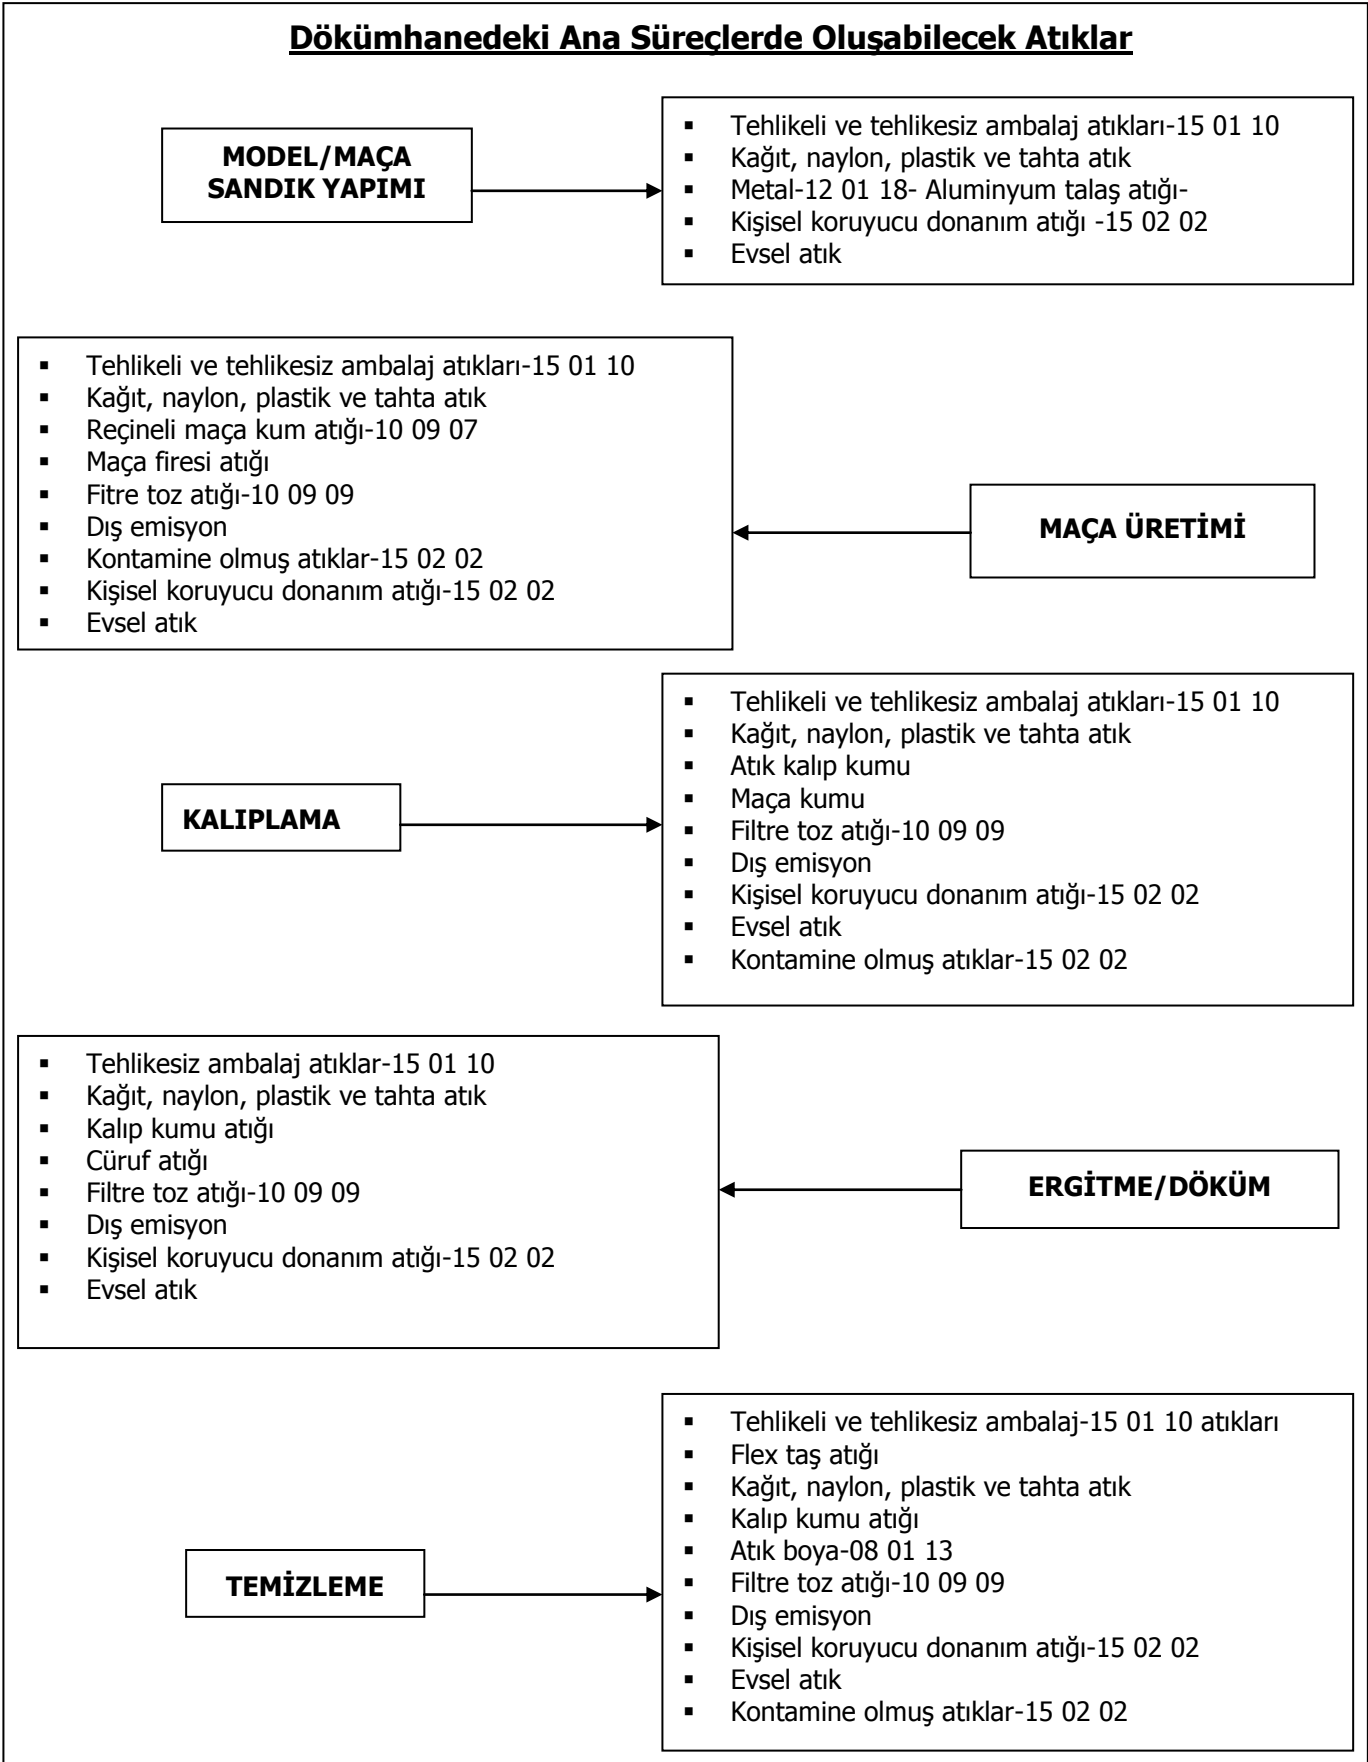 Dökümhanedeki Ana Süreçlerde Oluşabilecek Atıklar
MODEL/MAÇA
SANDIK YAPIMI
▪ Tehlikeli ve tehlikesiz ambalaj atıkları-15 01 10
▪ Kağıt, naylon, plastik ve tahta atık
▪ Metal-12 01 18- Aluminyum talaş atığı-
▪ Kişisel koruyucu donanım atığı -15 02 02
▪ Evsel atık
▪ Tehlikeli ve tehlikesiz ambalaj atıkları-15 01 10
▪ Kağıt, naylon, plastik ve tahta atık
▪ Reçineli maça kum atığı-10 09 07
▪ Maça firesi atığı
▪ Fitre toz atığı-10 09 09
▪ Dış emisyon
▪ Kontamine olmuş atıklar-15 02 02
▪ Kişisel koruyucu donanım atığı-15 02 02
▪ Evsel atık
MAÇA ÜRETİMİ
KALIPLAMA
▪ Tehlikeli ve tehlikesiz ambalaj atıkları-15 01 10
▪ Kağıt, naylon, plastik ve tahta atık
▪ Atık kalıp kumu
▪ Maça kumu
▪ Filtre toz atığı-10 09 09
▪ Dış emisyon
▪ Kişisel koruyucu donanım atığı-15 02 02
▪ Evsel atık
▪ Kontamine olmuş atıklar-15 02 02
▪ Tehlikesiz ambalaj atıklar-15 01 10
▪ Kağıt, naylon, plastik ve tahta atık
▪ Kalıp kumu atığı
▪ Cüruf atığı
▪ Filtre toz atığı-10 09 09
▪ Dış emisyon
▪ Kişisel koruyucu donanım atığı-15 02 02
▪ Evsel atık
ERGİTME/DÖKÜM
TEMİZLEME
▪ Tehlikeli ve tehlikesiz ambalaj-15 01 10 atıkları
▪ Flex taş atığı
▪ Kağıt, naylon, plastik ve tahta atık
▪ Kalıp kumu atığı
▪ Atık boya-08 01 13
▪ Filtre toz atığı-10 09 09
▪ Dış emisyon
▪ Kişisel koruyucu donanım atığı-15 02 02
▪ Evsel atık
▪ Kontamine olmuş atıklar-15 02 02